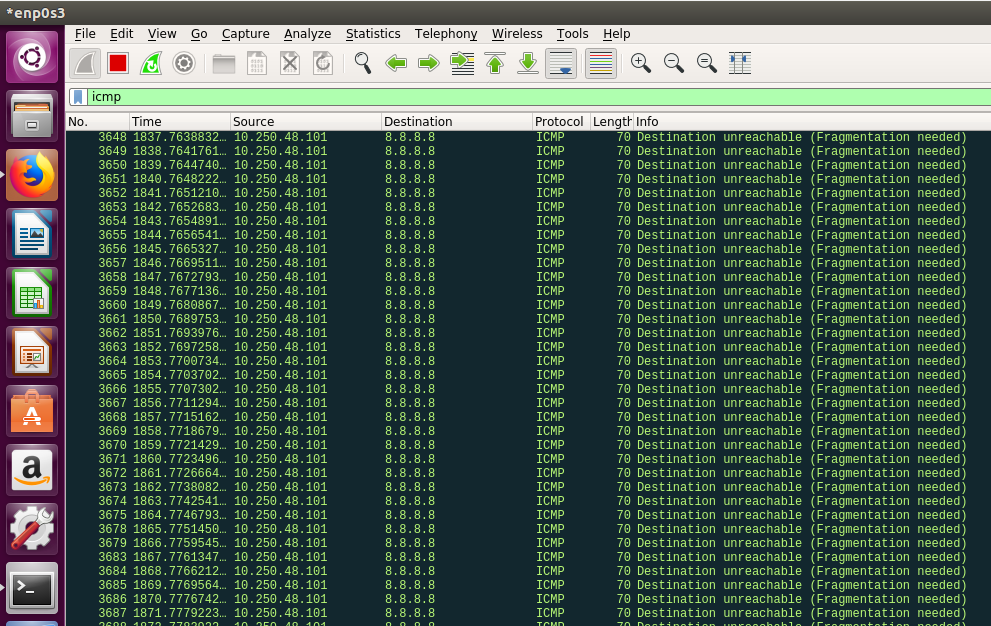 *enp0s3
File Edit View Go Capture Analyze Statistics Telephony Wireless Tools Help
icmp
No. Time Source Destination Protocol Length Info
3648 1837.7638832… 10.250.48.101 8.8.8.8 ICMP 70 Destination unreachable (Fragmentation needed)
3649 1838.7641761… 10.250.48.101 8.8.8.8 ICMP 70 Destination unreachable (Fragmentation needed)
3650 1839.7644740… 10.250.48.101 8.8.8.8 ICMP 70 Destination unreachable (Fragmentation needed)
3651 1840.7648222… 10.250.48.101 8.8.8.8 ICMP 70 Destination unreachable (Fragmentation needed)
3652 1841.7651210… 10.250.48.101 8.8.8.8 ICMP 70 Destination unreachable (Fragmentation needed)
3653 1842.7652683… 10.250.48.101 8.8.8.8 ICMP 70 Destination unreachable (Fragmentation needed)
3654 1843.7654891… 10.250.48.101 8.8.8.8 ICMP 70 Destination unreachable (Fragmentation needed)
3655 1844.7656541… 10.250.48.101 8.8.8.8 ICMP 70 Destination unreachable (Fragmentation needed)
3656 1845.7665327… 10.250.48.101 8.8.8.8 ICMP 70 Destination unreachable (Fragmentation needed)
3657 1846.7669511… 10.250.48.101 8.8.8.8 ICMP 70 Destination unreachable (Fragmentation needed)
3658 1847.7672793… 10.250.48.101 8.8.8.8 ICMP 70 Destination unreachable (Fragmentation needed)
3659 1848.7677136… 10.250.48.101 8.8.8.8 ICMP 70 Destination unreachable (Fragmentation needed)
3660 1849.7680867… 10.250.48.101 8.8.8.8 ICMP 70 Destination unreachable (Fragmentation needed)
3661 1850.7689753… 10.250.48.101 8.8.8.8 ICMP 70 Destination unreachable (Fragmentation needed)
3662 1851.7693976… 10.250.48.101 8.8.8.8 ICMP 70 Destination unreachable (Fragmentation needed)
3663 1852.7697258… 10.250.48.101 8.8.8.8 ICMP 70 Destination unreachable (Fragmentation needed)
3664 1853.7700734… 10.250.48.101 8.8.8.8 ICMP 70 Destination unreachable (Fragmentation needed)
3665 1854.7703702… 10.250.48.101 8.8.8.8 ICMP 70 Destination unreachable (Fragmentation needed)
3666 1855.7707302… 10.250.48.101 8.8.8.8 ICMP 70 Destination unreachable (Fragmentation needed)
3667 1856.7711294… 10.250.48.101 8.8.8.8 ICMP 70 Destination unreachable (Fragmentation needed)
3668 1857.7715162… 10.250.48.101 8.8.8.8 ICMP 70 Destination unreachable (Fragmentation needed)
3669 1858.7718679… 10.250.48.101 8.8.8.8 ICMP 70 Destination unreachable (Fragmentation needed)
3670 1859.7721429… 10.250.48.101 8.8.8.8 ICMP 70 Destination unreachable (Fragmentation needed)
3671 1860.7723496… 10.250.48.101 8.8.8.8 ICMP 70 Destination unreachable (Fragmentation needed)
3672 1861.7726664… 10.250.48.101 8.8.8.8 ICMP 70 Destination unreachable (Fragmentation needed)
3673 1862.7738082… 10.250.48.101 8.8.8.8 ICMP 70 Destination unreachable (Fragmentation needed)
3674 1863.7742541… 10.250.48.101 8.8.8.8 ICMP 70 Destination unreachable (Fragmentation needed)
3675 1864.7746793… 10.250.48.101 8.8.8.8 ICMP 70 Destination unreachable (Fragmentation needed)
3678 1865.7751450… 10.250.48.101 8.8.8.8 ICMP 70 Destination unreachable (Fragmentation needed)
3679 1866.7759545… 10.250.48.101 8.8.8.8 ICMP 70 Destination unreachable (Fragmentation needed)
3683 1867.7761347… 10.250.48.101 8.8.8.8 ICMP 70 Destination unreachable (Fragmentation needed)
3684 1868.7766212… 10.250.48.101 8.8.8.8 ICMP 70 Destination unreachable (Fragmentation needed)
3685 1869.7769564… 10.250.48.101 8.8.8.8 ICMP 70 Destination unreachable (Fragmentation needed)
3686 1870.7776742… 10.250.48.101 8.8.8.8 ICMP 70 Destination unreachable (Fragmentation needed)
3687 1871.7779223… 10.250.48.101 8.8.8.8 ICMP 70 Destination unreachable (Fragmentation needed)